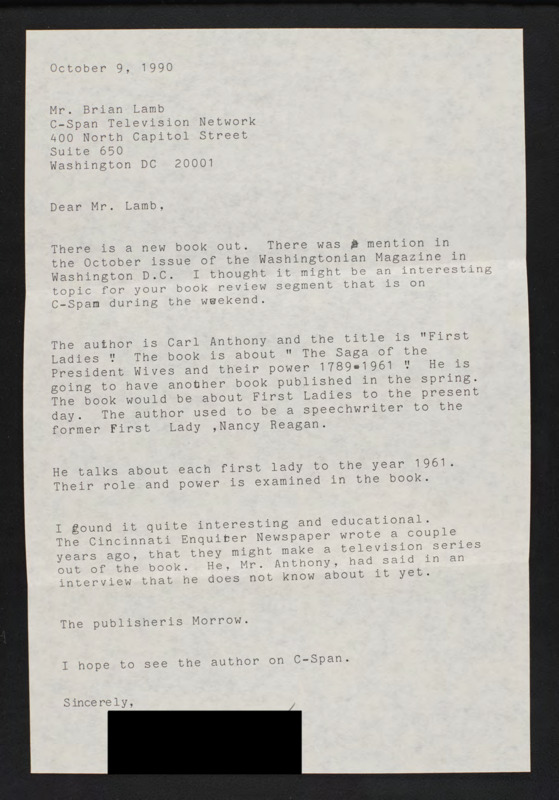 October 9, 1990
Mr. Brian Lamb
C-Span Television Network
400 North Capitol Street
Suite 650
Washington DC  20001
Dear Mr. Lamb,
There is a new book out.  There was a mention in
the October issue of the Washingtonian Magazine in
Washington D.C.  I thought it might be an interesting
topic for your book review segment that is on
C-Span during the weekend.
The author is Carl Anthony and the title is "First
Ladies ".  The book is about " The Saga of the
President Wives and their power 1789-1961 ".  He is
going to have another book published in the spring.
The book would be about First Ladies to the present
day.  The author used to be a speechwriter to the
former First  Lady ,Nancy Reagan.
He talks about each first lady to the year 1961.
Their role and power is examined in the book.
I gound it quite interesting and educational.
The Cincinnati Enquirer Newspaper wrote a couple
years ago, that they might make a television series
out of the book.  He, Mr. Anthony, had said in an
interview that he does not know about it yet.
The publisheris Morrow.
I hope to see the author on C-Span.
Sincerely,